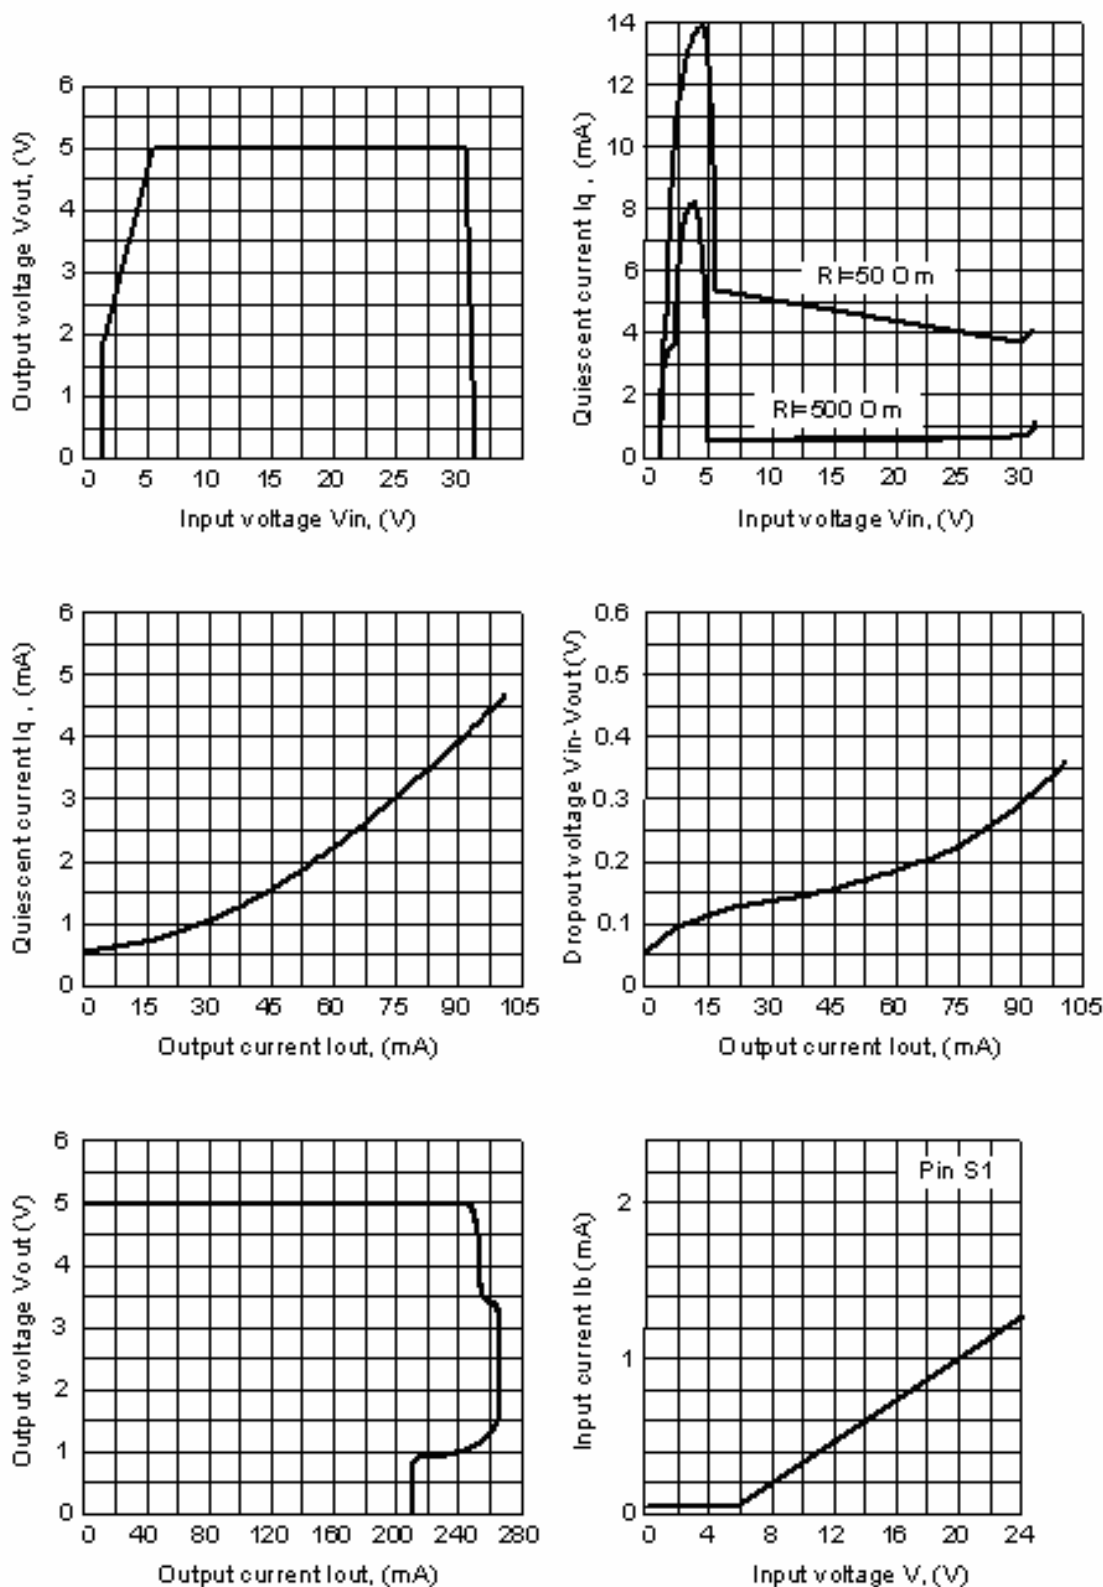 Output voltage Vout, (V)
6
5
4
3
2
1
0
0 5 10 15 20 25 30
Input voltage Vin, (V)
Quiescent current Iq , (mA)
14
12
10
8
6
4
2
0
Rl=50 Om
Rl=500 Om
0 5 10 15 20 25 30
Input voltage Vin, (V)
Quiescent current Iq , (mA)
6
5
4
3
2
1
0
0 15 30 45 60 75 90 105
Output current Iout, (mA)
Dropout voltage Vin-Vout (V)
0.6
0.5
0.4
0.3
0.2
0.1
0
0 15 30 45 60 75 90 105
Output current Iout, (mA)
Output voltage Vout (V)
6
5
4
3
2
1
0
0 40 80 120 160 200 240 280
Output current Iout, (mA)
Input current Ib (mA)
Pin S1
2
1
0
0 4 8 12 16 20 24
Input voltage V, (V)